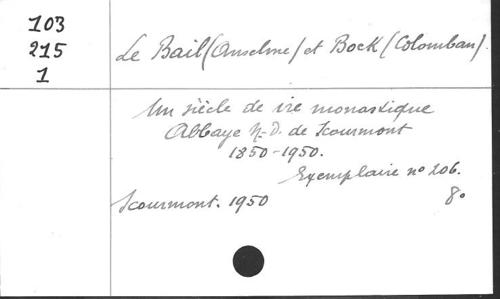 103
215
1
Le Bail (Anselme) et Bock (Colomban).
Un siècle de vie monastique
Abbaye N.-D. de Scourmont
1850-1950.
Exemplaire n° 206.
Scourmont. 1950
8°